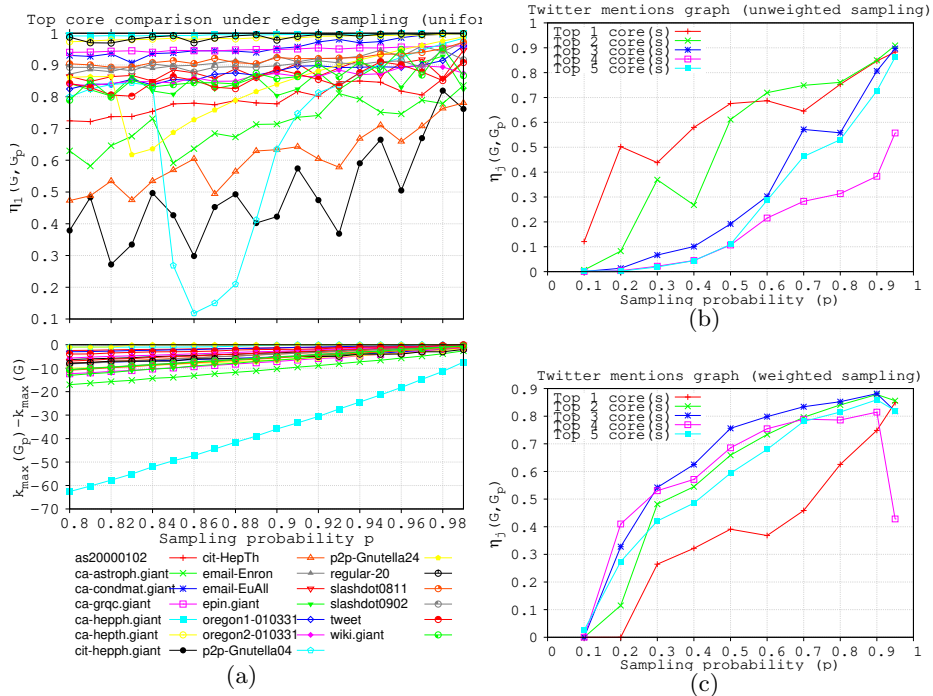 Top core comparison under edge sampling (unifor
η1 (G, Gp)
1
0.9
0.8
0.7
0.6
0.5
0.4
0.3
0.2
0.1
kmax (Gp) − kmax (G)
0
−10
−20
−30
−40
−50
−60
−70
0.8 0.82 0.84 0.86 0.88 0.9 0.92 0.94 0.96 0.98
Sampling probability p
as20000102 cit-HepTh p2p-Gnutella24
ca-astroph.giant email-Enron regular-20
ca-condmat.giant email-EuAll slashdot0811
ca-grqc.giant epin.giant slashdot0902
ca-hepph.giant oregon1-010331 tweet
ca-hepth.giant oregon2-010331 wiki.giant
cit-hepph.giant p2p-Gnutella04
(a)
Twitter mentions graph (unweighted sampling)
Top 1 core(s)
Top 2 core(s)
Top 3 core(s)
Top 4 core(s)
Top 5 core(s)
ηj (G, Gp)
1
0.9
0.8
0.7
0.6
0.5
0.4
0.3
0.2
0.1
0
0 0.1 0.2 0.3 0.4 0.5 0.6 0.7 0.8 0.9 1
Sampling probability (p)
(b)
Twitter mentions graph (weighted sampling)
Top 1 core(s)
Top 2 core(s)
Top 3 core(s)
Top 4 core(s)
Top 5 core(s)
ηj (G, Gp)
0.9
0.8
0.7
0.6
0.5
0.4
0.3
0.2
0.1
0
0 0.1 0.2 0.3 0.4 0.5 0.6 0.7 0.8 0.9 1
Sampling probability (p)
(c)